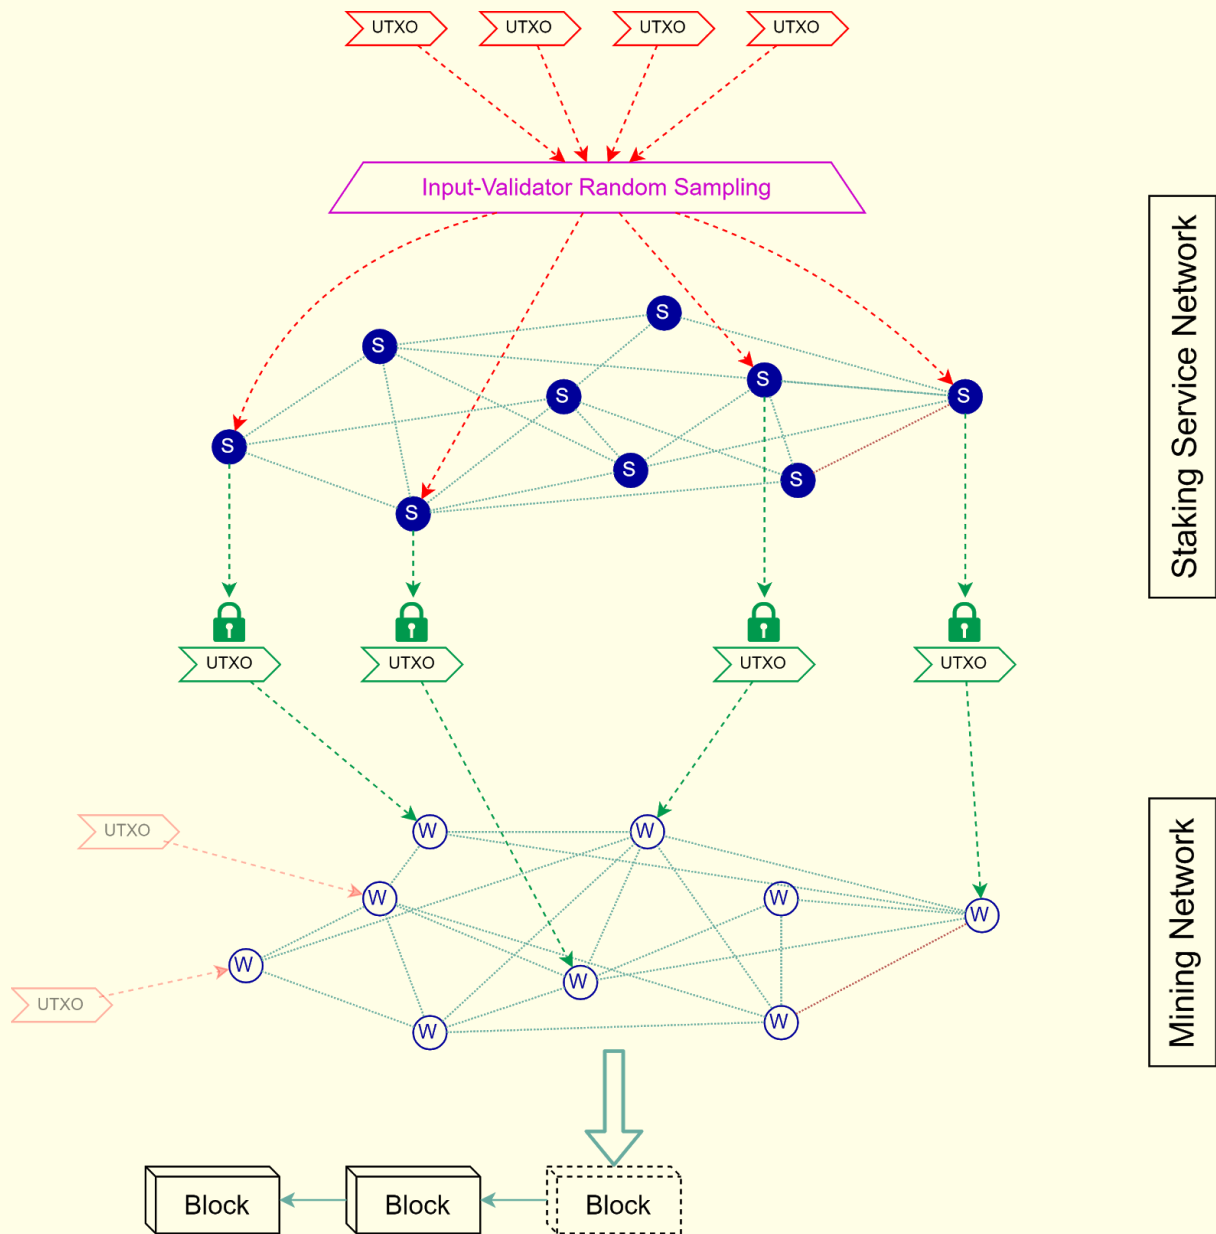 UTXO
UTXO
UTXO
UTXO
Input-Validator Random Sampling
Staking Service Network
S
S
S
S
S
S
S
S
S
UTXO
UTXO
UTXO
UTXO
Mining Network
UTXO
W
W
W
W
W
W
W
UTXO
W
W
Block
Block
Block